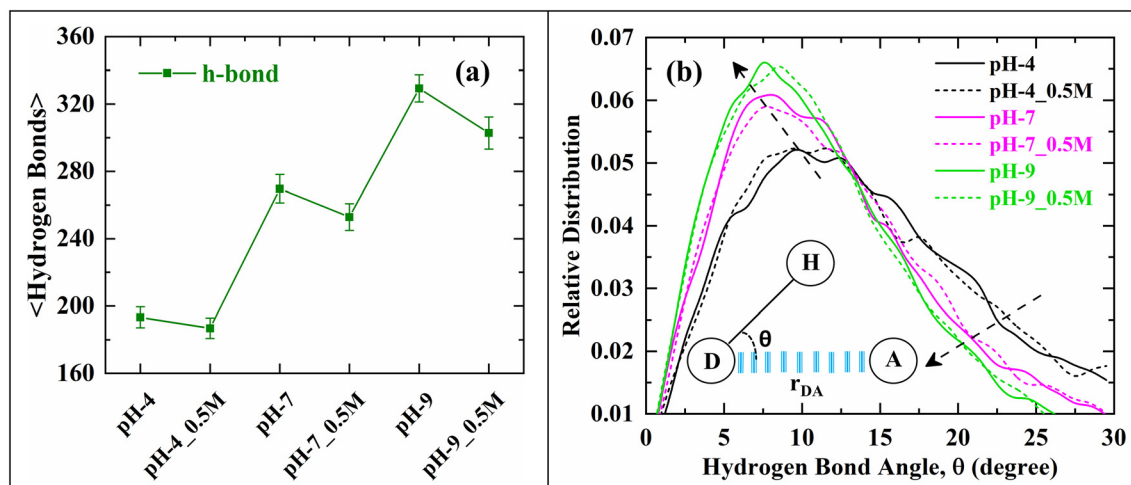 (a)
h-bond
<Hydrogen Bonds>
360
320
280
240
200
160
pH-4
pH-4_0.5M
pH-7
pH-7_0.5M
pH-9
pH-9_0.5M
(b)
pH-4
pH-4_0.5M
pH-7
pH-7_0.5M
pH-9
pH-9_0.5M
Relative Distribution
0.07
0.06
0.05
0.04
0.03
0.02
0.01
H
θ
D
A
rDA
0
5
10
15
20
25
30
Hydrogen Bond Angle, θ (degree)